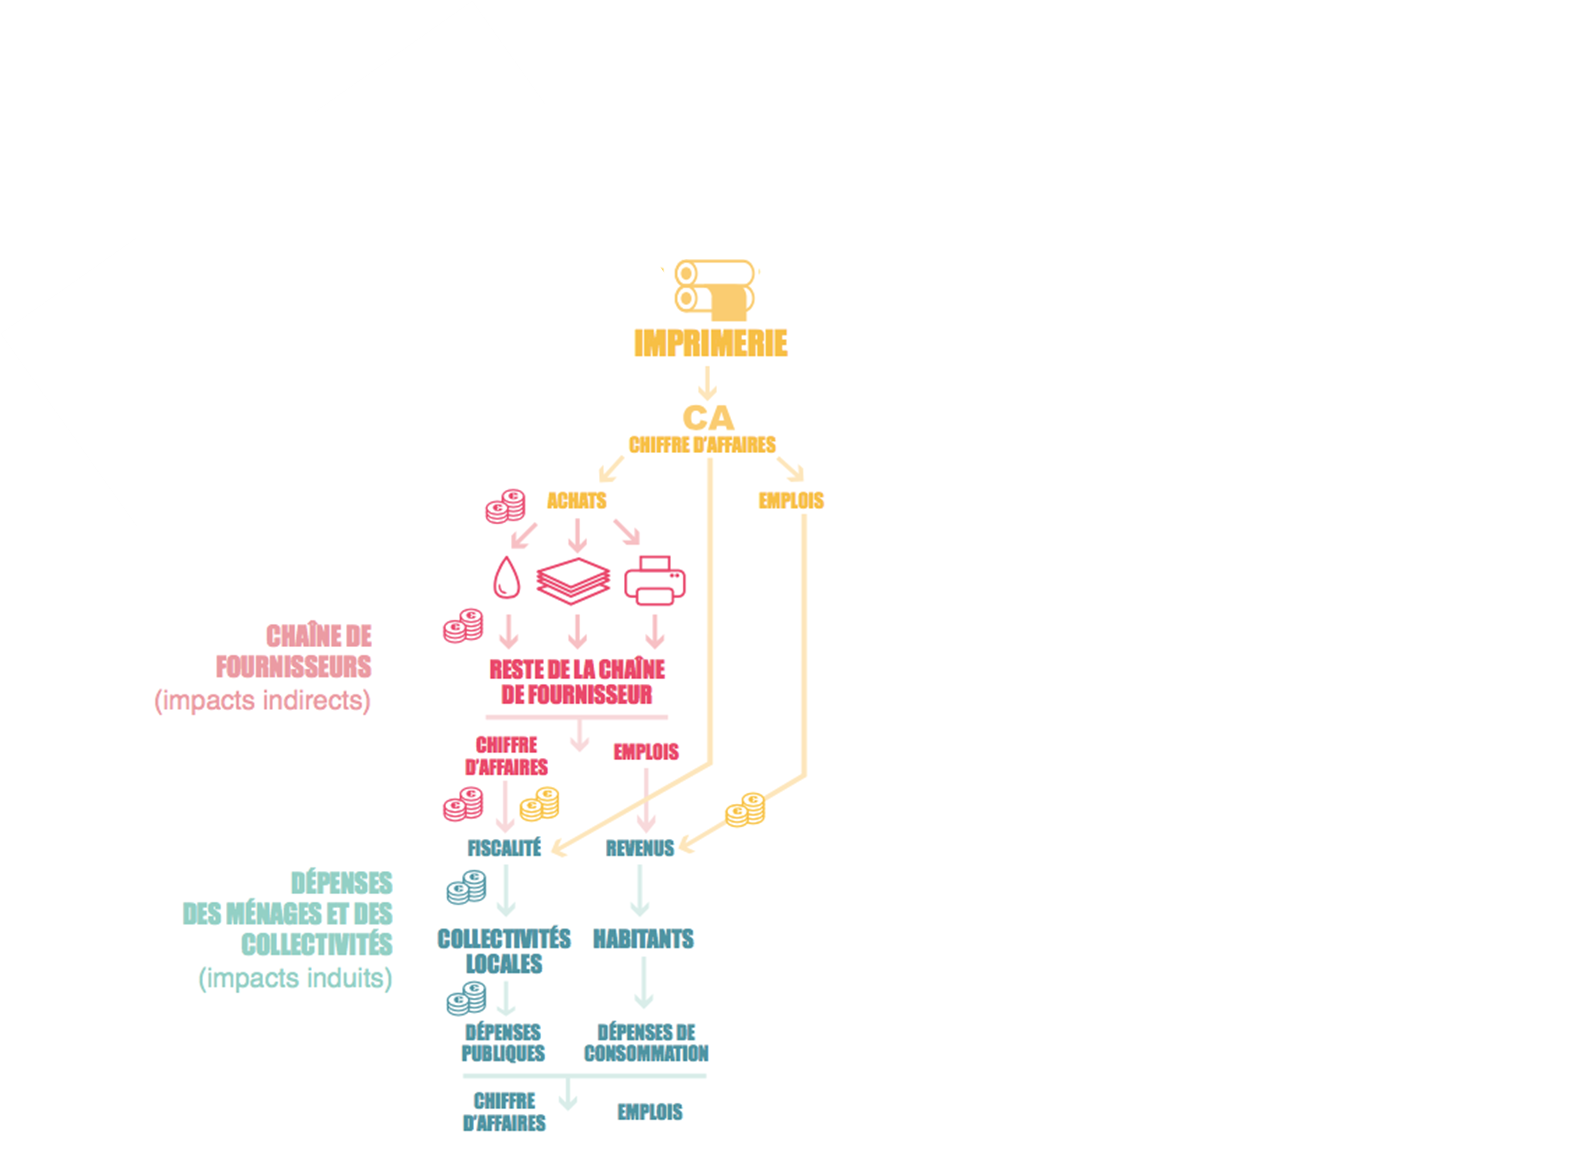 IMPRIMERIE
CA
CHIFFRE D'AFFAIRES
ACHATS
EMPLOIS
CHAÎNE DE
FOURNISSEURS
(impacts indirects)
RESTE DE LA CHAÎNE
DE FOURNISSEUR
CHIFFRE
D'AFFAIRES
EMPLOIS
FISCALITÉ
REVENUS
DÉPENSES
DES MÉNAGES ET DES
COLLECTIVITÉS
(impacts induits)
COLLECTIVITÉS
LOCALES
HABITANTS
DÉPENSES
PUBLIQUES
DÉPENSES DE
CONSOMMATION
CHIFFRE
D'AFFAIRES
EMPLOIS